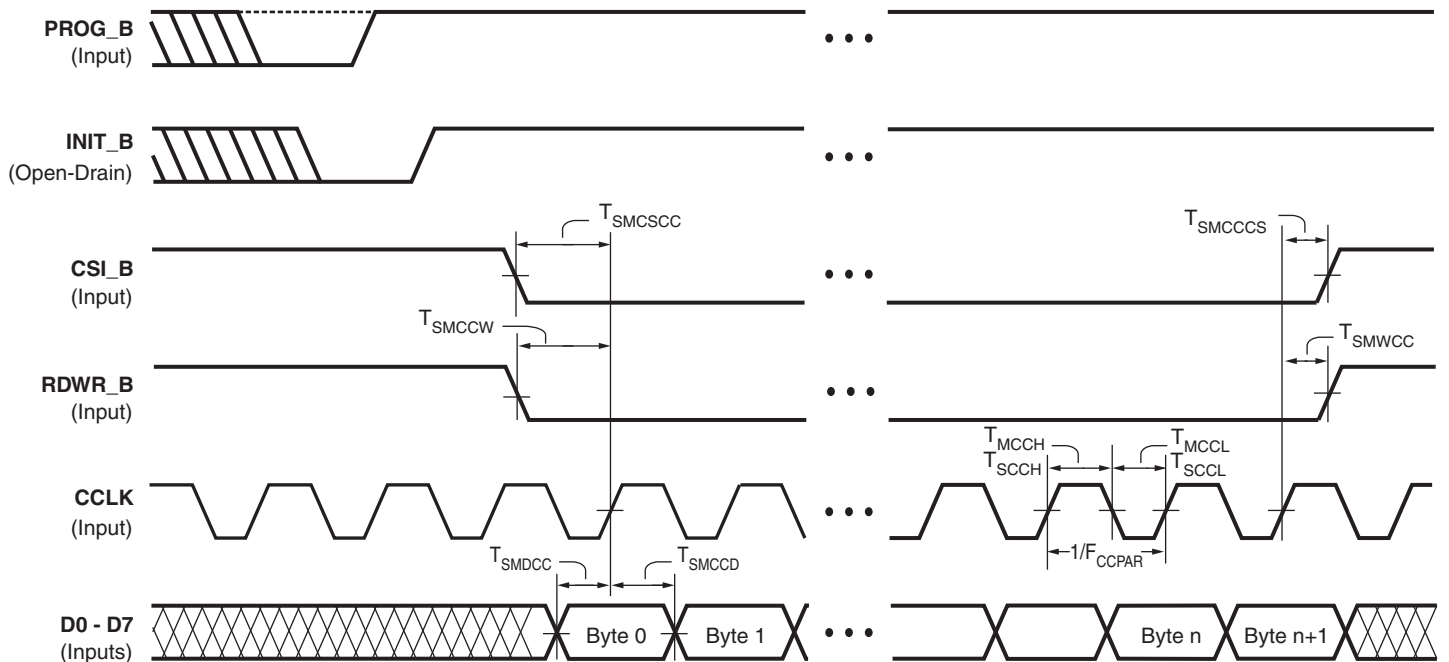 PROG_B
(Input)
INIT_B
(Open-Drain)
TSMCSCC
TSMCCCS
CSI_B
(Input)
TSMCCW
TSMWCC
RDWR_B
(Input)
TMCCH
TSCCH
TMCCL
TSCCL
CCLK
(Input)
1/FCCPAR
TSMDCC
TSMCCD
D0 - D7
(Inputs)
Byte 0
Byte 1
Byte n
Byte n+1